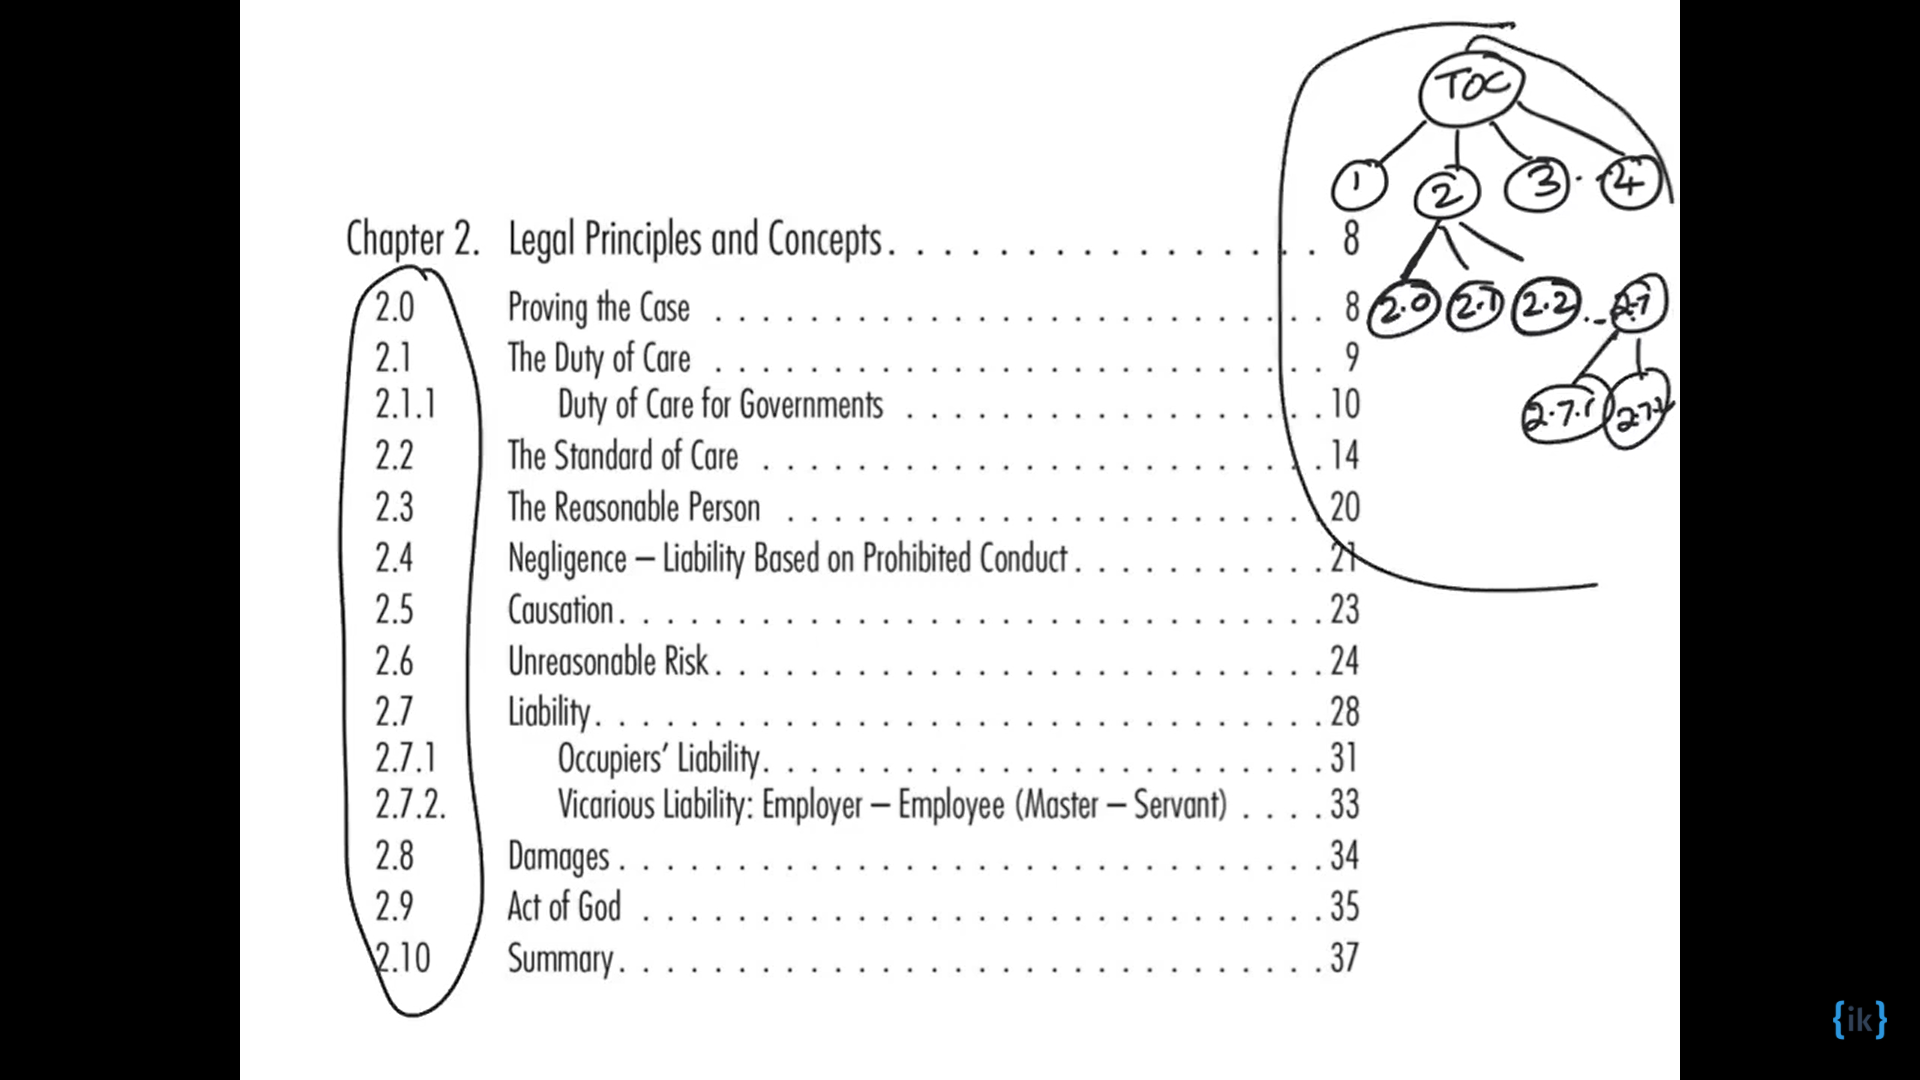 TOC
1 2 3 4
Chapter 2. Legal Principles and Concepts. . . . . . . . . . . . . . . . 8
2.0 Proving the Case . . . . . . . . . . . . . . . . . . . . . . . . . 8
2.0 2.1 2.2 . - 2.7
2.1 The Duty of Care . . . . . . . . . . . . . . . . . . . . . . . . . 9
2.1.1 Duty of Care for Governments . . . . . . . . . . . . . . . . . . 10
2.7.1
2.2 The Standard of Care . . . . . . . . . . . . . . . . . . . . . . . 14
2.3 The Reasonable Person . . . . . . . . . . . . . . . . . . . . . . 20
2.4 Negligence – Liability Based on Prohibited Conduct. . . . . . . . . . . 21
2.5 Causation. . . . . . . . . . . . . . . . . . . . . . . . . . . . . 23
2.6 Unreasonable Risk. . . . . . . . . . . . . . . . . . . . . . . . . 24
2.7 Liability. . . . . . . . . . . . . . . . . . . . . . . . . . . . . . 28
2.7.1 Occupiers’ Liability. . . . . . . . . . . . . . . . . . . . . . . . 31
2.7.2. Vicarious Liability: Employer – Employee (Master – Servant) . . . . 33
2.8 Damages . . . . . . . . . . . . . . . . . . . . . . . . . . . . . 34
2.9 Act of God . . . . . . . . . . . . . . . . . . . . . . . . . . . . 35
2.10 Summary. . . . . . . . . . . . . . . . . . . . . . . . . . . . . 37
{ik}